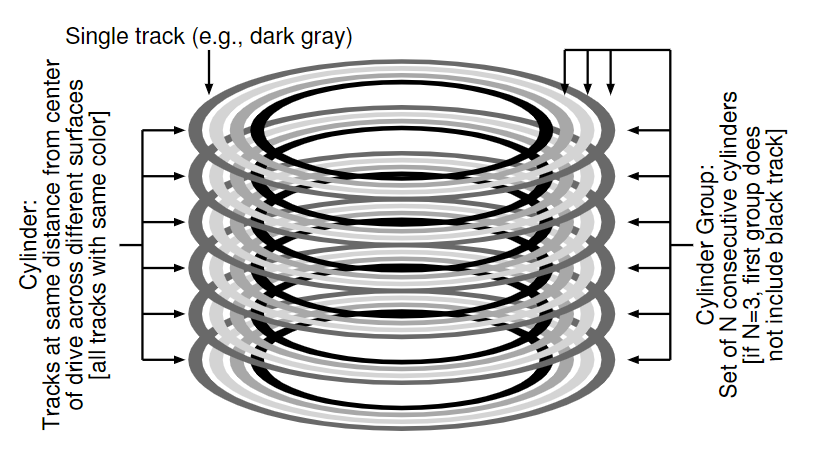 Single track (e.g., dark gray)
Cylinder:
Tracks at same distance from center
of drive across different surfaces
[all tracks with same color]
Cylinder Group:
Set of N consecutive cylinders
[if N=3, first group does
not include black track]